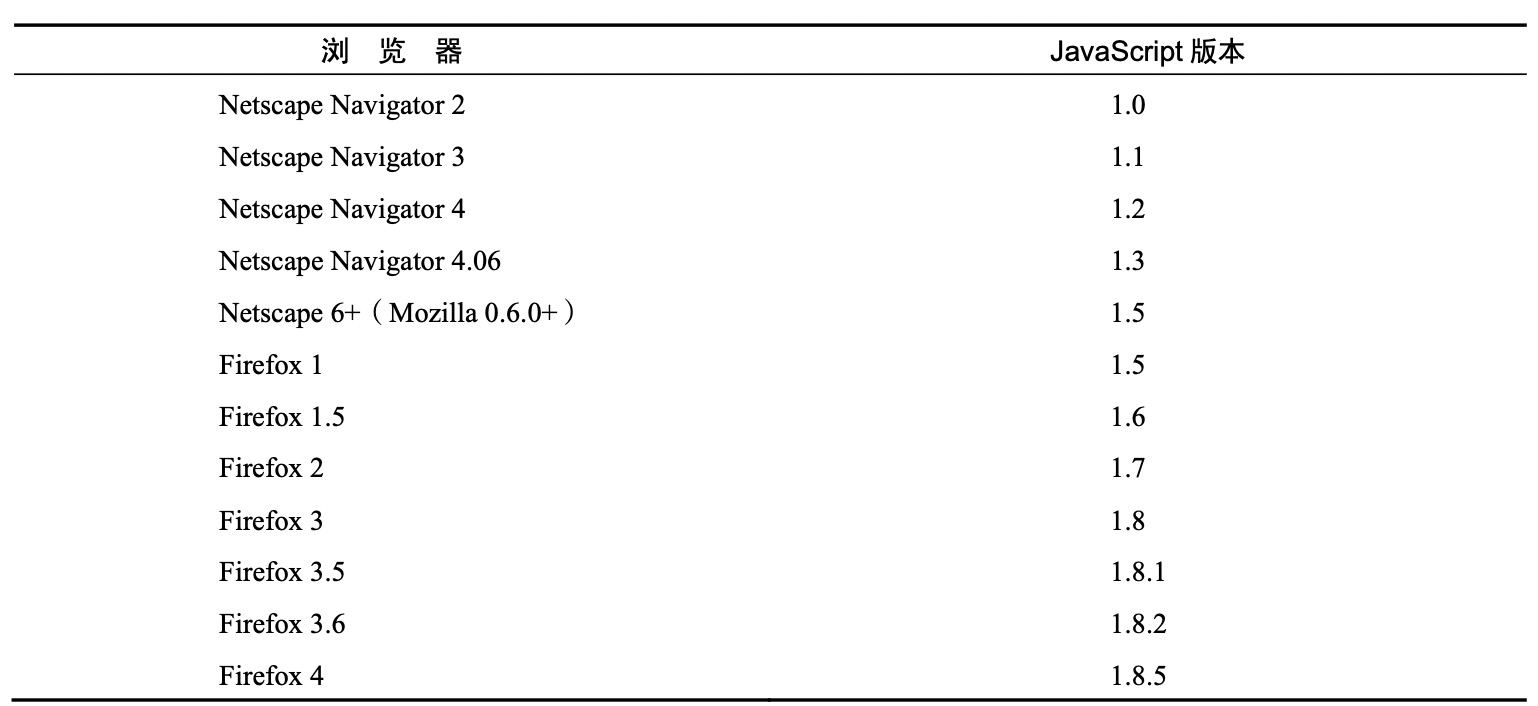 浏 览 器 JavaScript 版本
Netscape Navigator 2 1.0
Netscape Navigator 3 1.1
Netscape Navigator 4 1.2
Netscape Navigator 4.06 1.3
Netscape 6+（Mozilla 0.6.0+） 1.5
Firefox 1 1.5
Firefox 1.5 1.6
Firefox 2 1.7
Firefox 3 1.8
Firefox 3.5 1.8.1
Firefox 3.6 1.8.2
Firefox 4 1.8.5